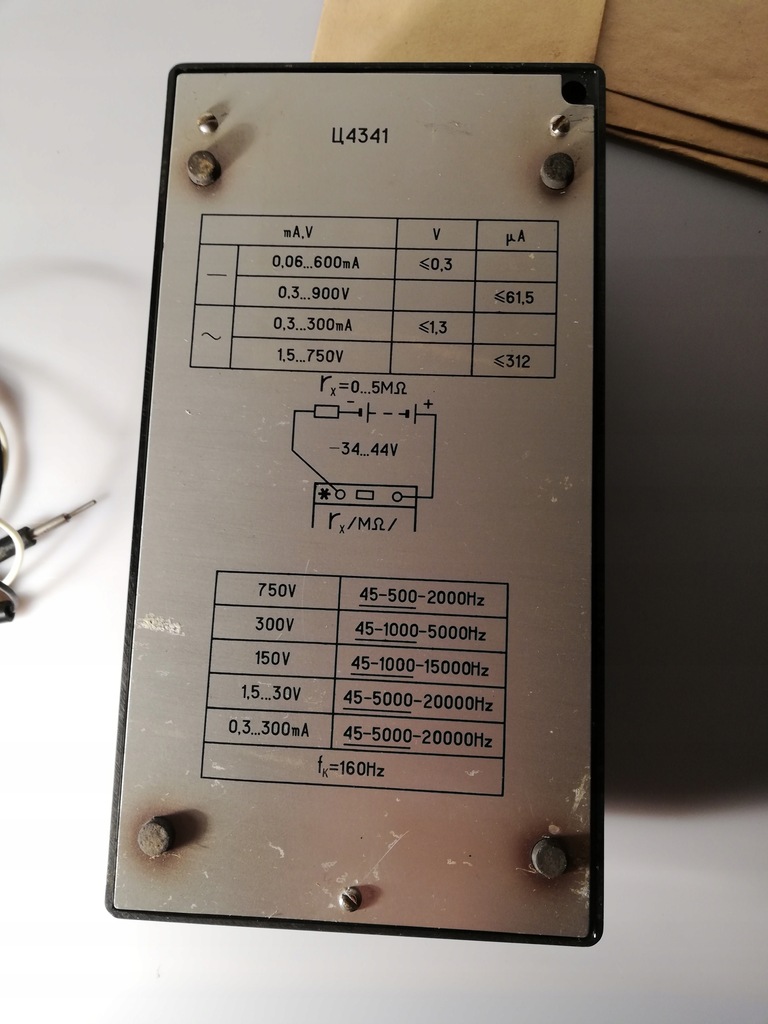 Ц4341
mA,V V μA
— 0,06...600mA ≤0,3
0,3...900V ≤61,5
~ 0,3...300mA ≤1,3
1,5...750V ≤312
rx=0...5MΩ
- +
—34...44V
*
rx/MΩ/
750V 45-500-2000Hz
300V 45-1000-5000Hz
150V 45-1000-15000Hz
1,5...30V 45-5000-20000Hz
0,3...300mA 45-5000-20000Hz
fк=160Hz